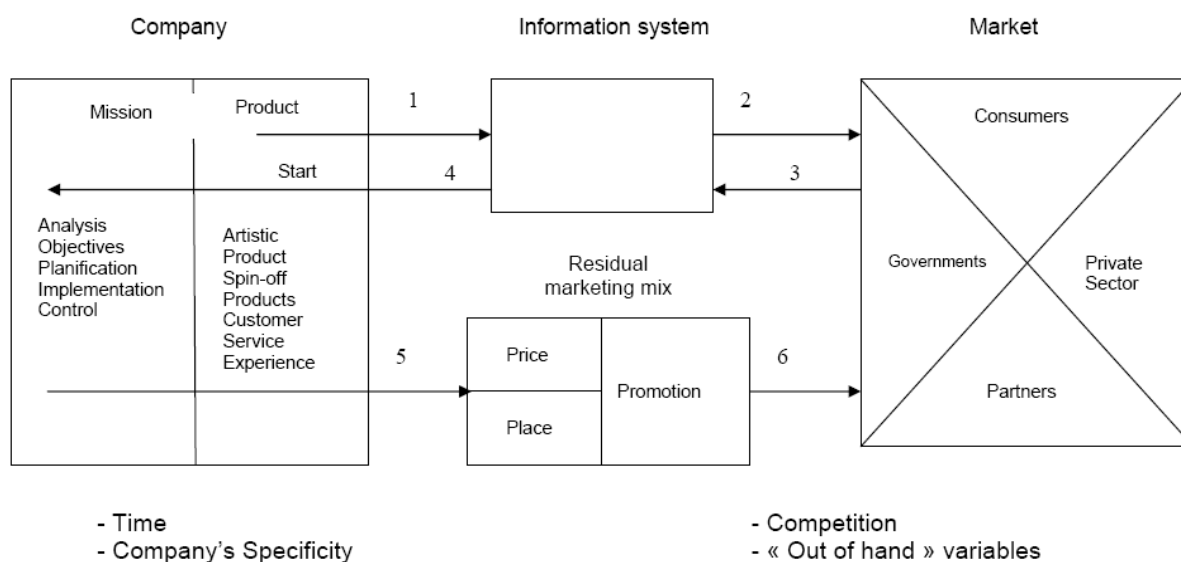 Company
Information system
Market
Mission
Product
1
2
Consumers
Start
4
3
Analysis
Objectives
Planification
Implementation
Control
Artistic
Product
Spin-off
Products
Customer
Service
Experience
Residual
marketing mix
Governments
Private
Sector
5
Price
Place
Promotion
6
Partners
- Time
- Company's Specificity
- Competition
- « Out of hand » variables